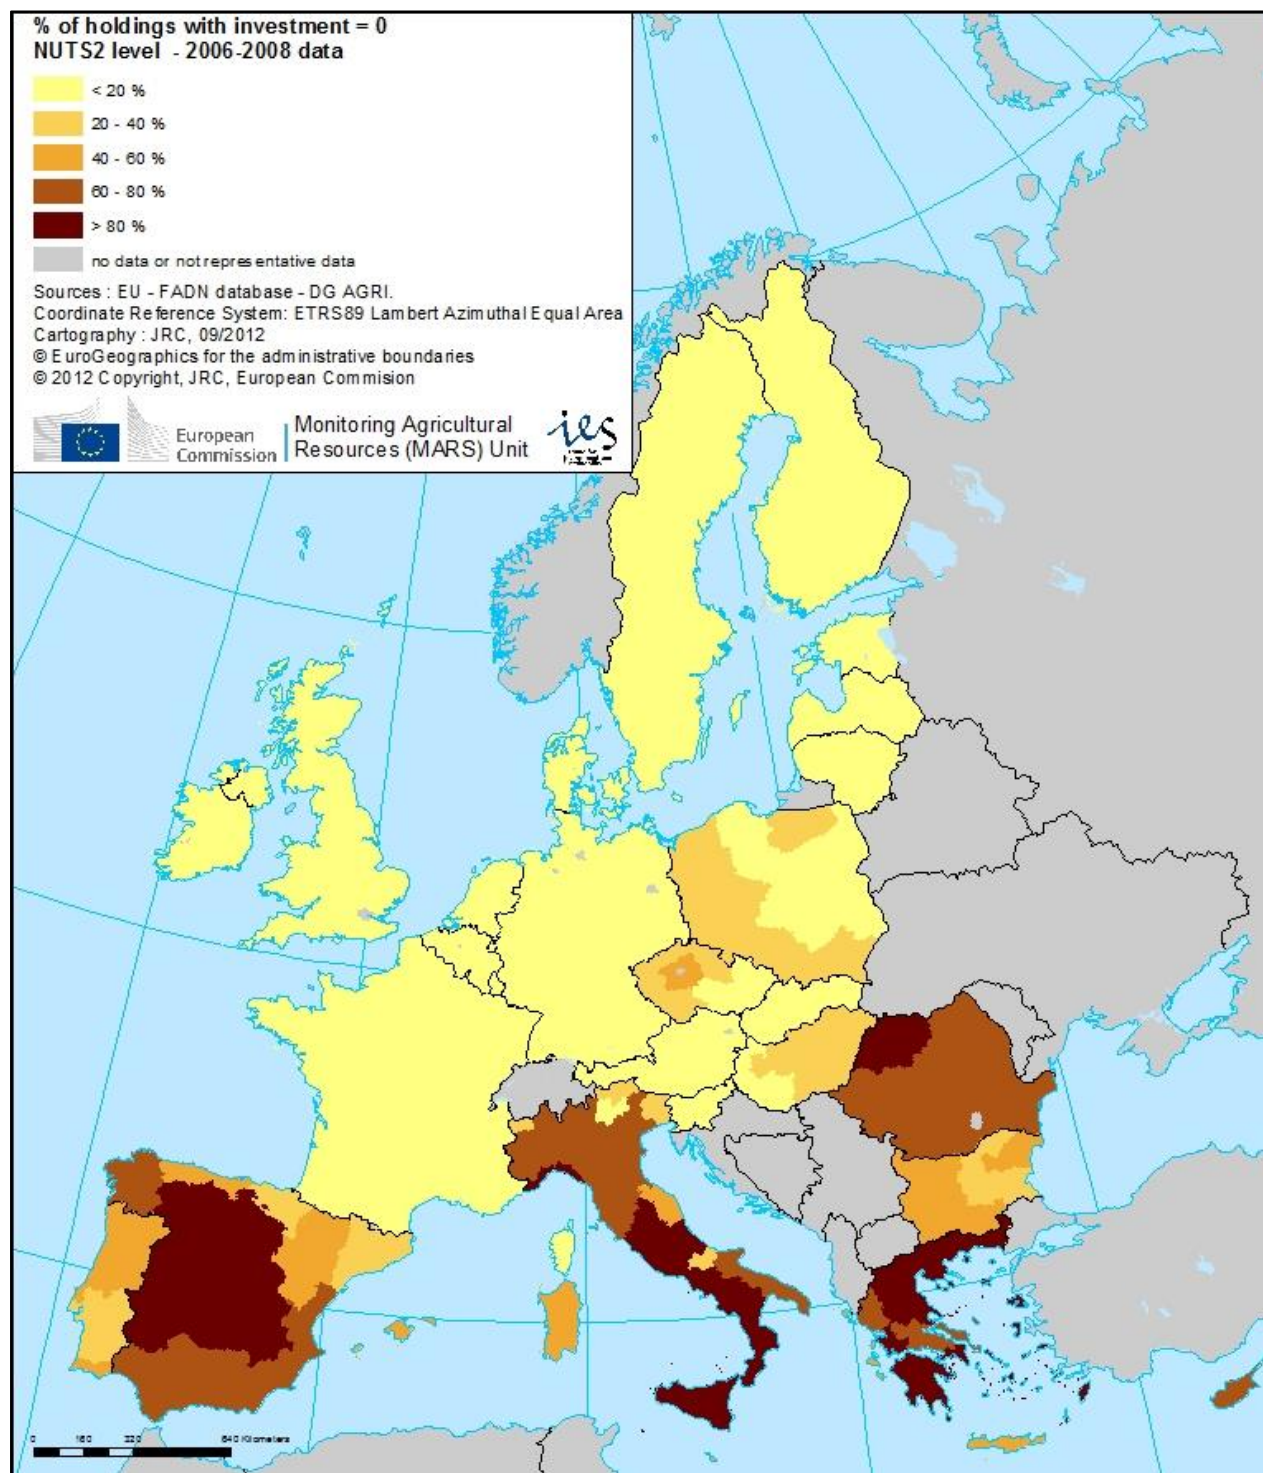 % of holdings with investment = 0
NUTS2 level - 2006-2008 data
< 20 %
20 - 40 %
40 - 60 %
60 - 80 %
> 80 %
no data or not representative data
Sources : EU - FADN database - DG AGRI.
Coordinate Reference System: ETRS89 Lambert Azimuthal Equal Area
Cartography : JRC, 09/2012
© EuroGeographics for the administrative boundaries
© 2012 Copyright, JRC, European Commision
European
Commission
Monitoring Agricultural
Resources (MARS) Unit
ies
0 160 320 640 Kilometers